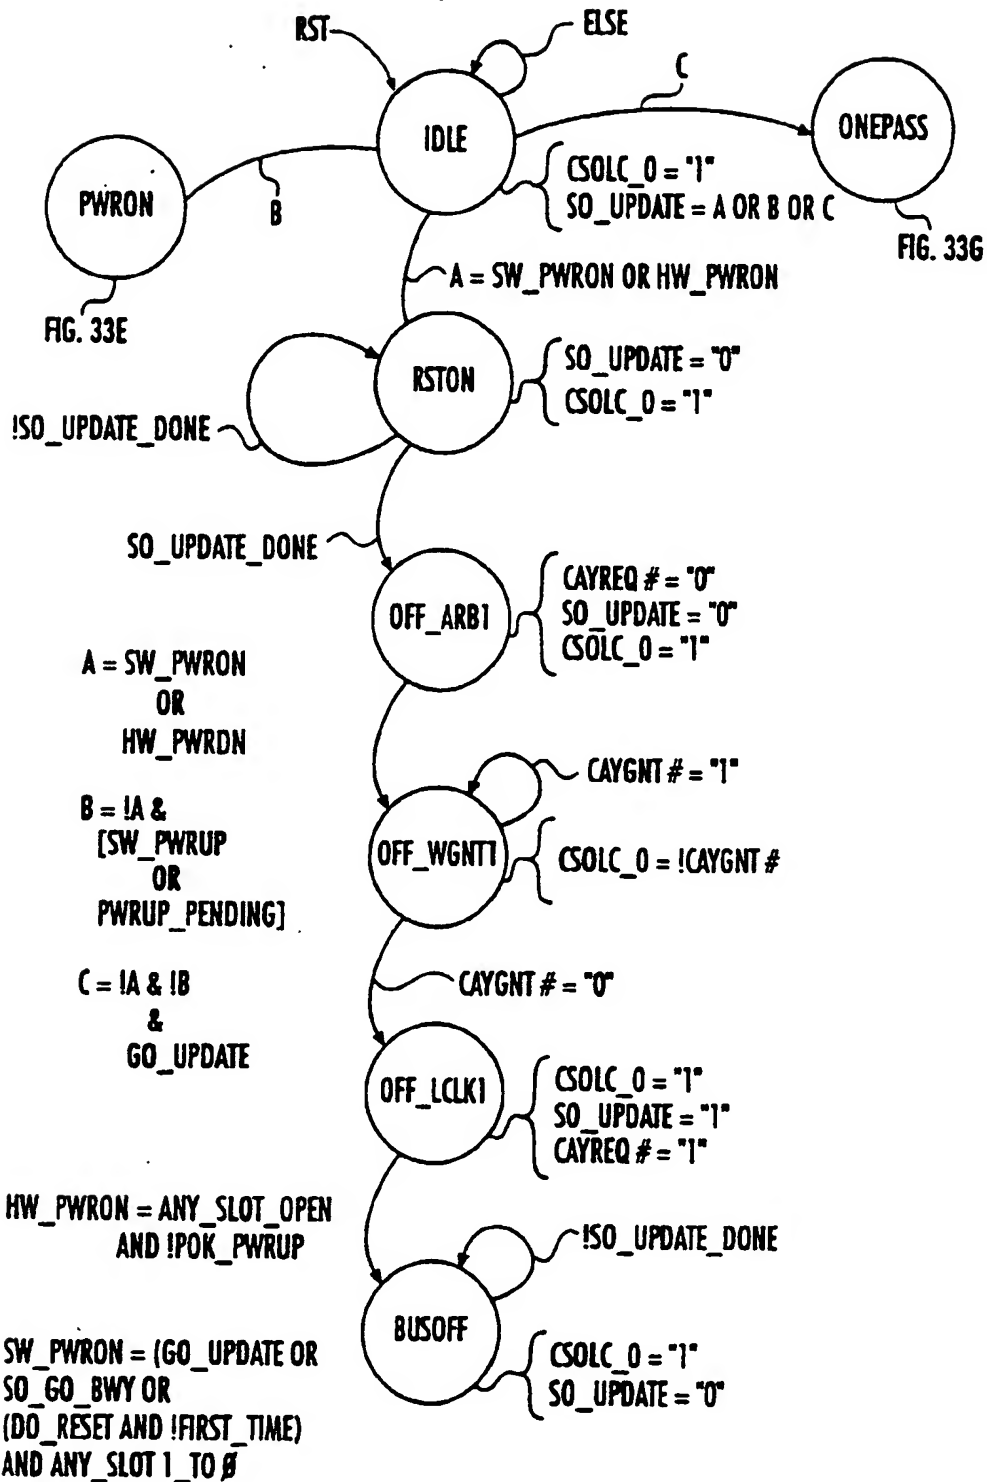 RST
ELSE
C
IDLE
ONEPASS
PWRON
B
CSOLC_0 = "1"
SO_UPDATE = A OR B OR C
FIG. 33G
A = SW_PWRON OR HW_PWRON
FIG. 33E
RSTON
SO_UPDATE = "0"
CSOLC_0 = "1"
!SO_UPDATE_DONE
SO_UPDATE_DONE
OFF_ARB1
CAYREQ # = "0"
SO_UPDATE = "0"
CSOLC_0 = "1"
A = SW_PWRON
OR
HW_PWRDN
CAYGNT # = "1"
B = !A &
[SW_PWRUP
OR
PWRUP_PENDING]
OFF_WGNT1
CSOLC_0 = !CAYGNT #
C = !A & !B
&
GO_UPDATE
CAYGNT # = "0"
OFF_LCLK1
CSOLC_0 = "1"
SO_UPDATE = "1"
CAYREQ # = "1"
HW_PWRON = ANY_SLOT_OPEN
AND !POK_PWRUP
!SO_UPDATE_DONE
BUSOFF
CSOLC_0 = "1"
SO_UPDATE = "0"
SW_PWRON = (GO_UPDATE OR
SO_GO_BWY OR
(DO_RESET AND !FIRST_TIME)
AND ANY_SLOT 1_TO 0